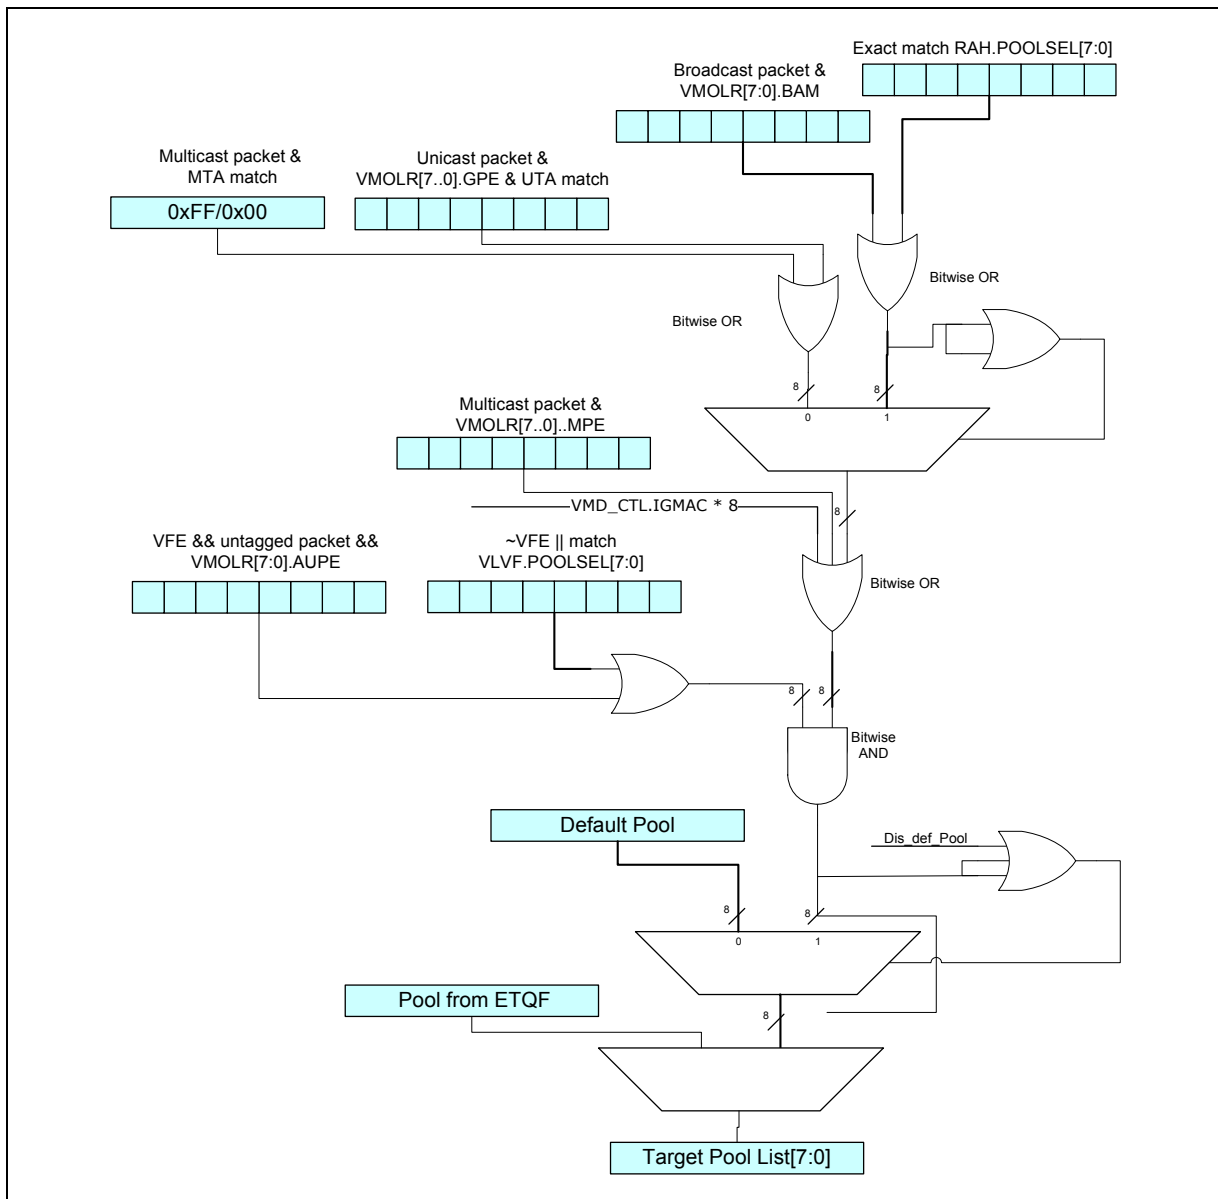 Exact match RAH.POOLSEL[7:0]
Broadcast packet &
VMOLR[7:0].BAM
Multicast packet &
MTA match
Unicast packet &
VMOLR[7..0].GPE & UTA match
0xFF/0x00
Bitwise OR
Bitwise OR
8
8
0
1
Multicast packet &
VMOLR[7..0]..MPE
VMD_CTL.IGMAC * 8
8
VFE && untagged packet &&
VMOLR[7:0].AUPE
~VFE || match
VLVF.POOLSEL[7:0]
Bitwise OR
8
8
Bitwise
AND
Default Pool
Dis_def_Pool
8
8
0
1
Pool from ETQF
8
Target Pool List[7:0]